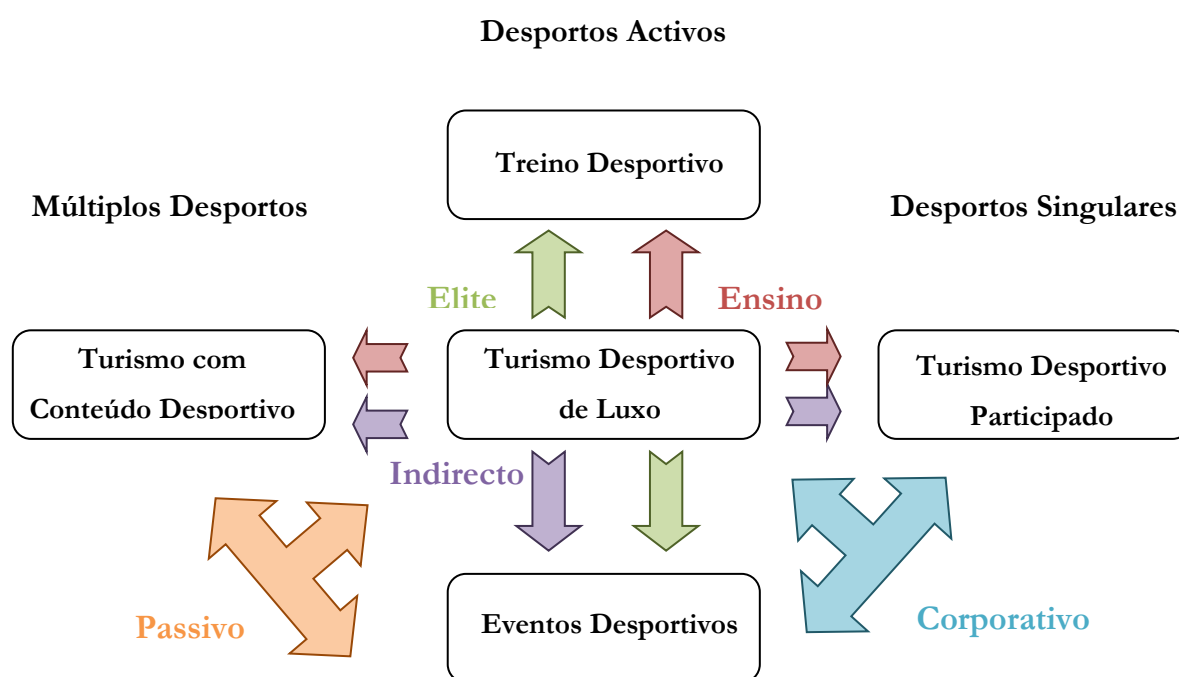 Desportos Activos
Treino Desportivo
Múltiplos Desportos
Desportos Singulares
Elite
Ensino
Turismo com
Conteúdo Desportivo
Turismo Desportivo
de Luxo
Turismo Desportivo
Participado
Indirecto
Passivo
Eventos Desportivos
Corporativo